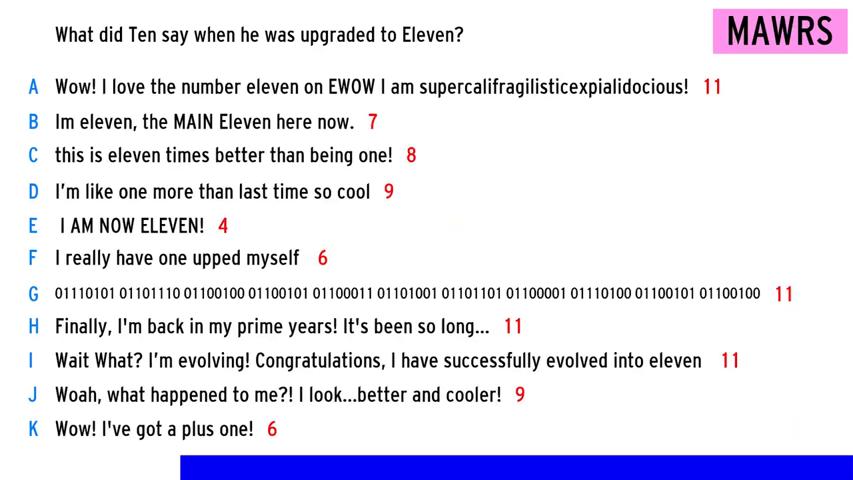 What did Ten say when he was upgraded to Eleven?
MAWRS
A Wow! I love the number eleven on EWOW I am supercalifragilisticexpialidocious! 11
B Im eleven, the MAIN Eleven here now. 7
C this is eleven times better than being one! 8
D I'm like one more than last time so cool 9
E I AM NOW ELEVEN! 4
F I really have one upped myself 6
G 01110101 01101110 01100100 01100101 01100011 01101001 01101101 01100001 01110100 01100101 01100100 11
H Finally, I'm back in my prime years! It's been so long... 11
I Wait What? I'm evolving! Congratulations, I have successfully evolved into eleven 11
J Woah, what happened to me?! I look...better and cooler! 9
K Wow! I've got a plus one! 6